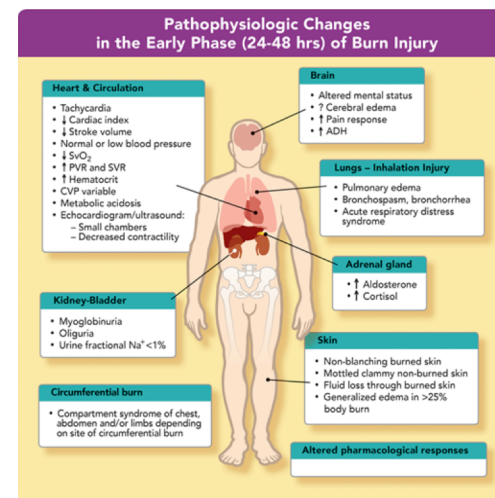 Pathophysiologic Changes
in the Early Phase (24-48 hrs) of Burn Injury
Heart & Circulation
• Tachycardia
• ↓ Cardiac index
• ↓ Stroke volume
Normal or low blood pressure
• ↓ SvO₂
• ↑ PVR and SVR
• ↑ Hematocrit
• CVP variable
• Metabolic acidosis
• Echocardiogram/ultrasound:
– Small chambers
– Decreased contractility
Brain
• Altered mental status
• ? Cerebral edema
• ↑ Pain response
• ↑ ADH
Lungs – Inhalation Injury
• Pulmonary edema
• Bronchospasm, bronchorrhea
• Acute respiratory distress
syndrome
Adrenal gland
• ↑ Aldosterone
• ↑ Cortisol
Kidney-Bladder
• Myoglobinuria
• Oliguria
• Urine fractional Na⁺<1%
Skin
• Non-blanching burned skin
• Mottled clammy non-burned skin
• Fluid loss through burned skin
• Generalized edema in >25%
body burn
Circumferential burn
• Compartment syndrome of chest,
abdomen and/or limbs depending
on site of circumferential burn
Altered pharmacological responses